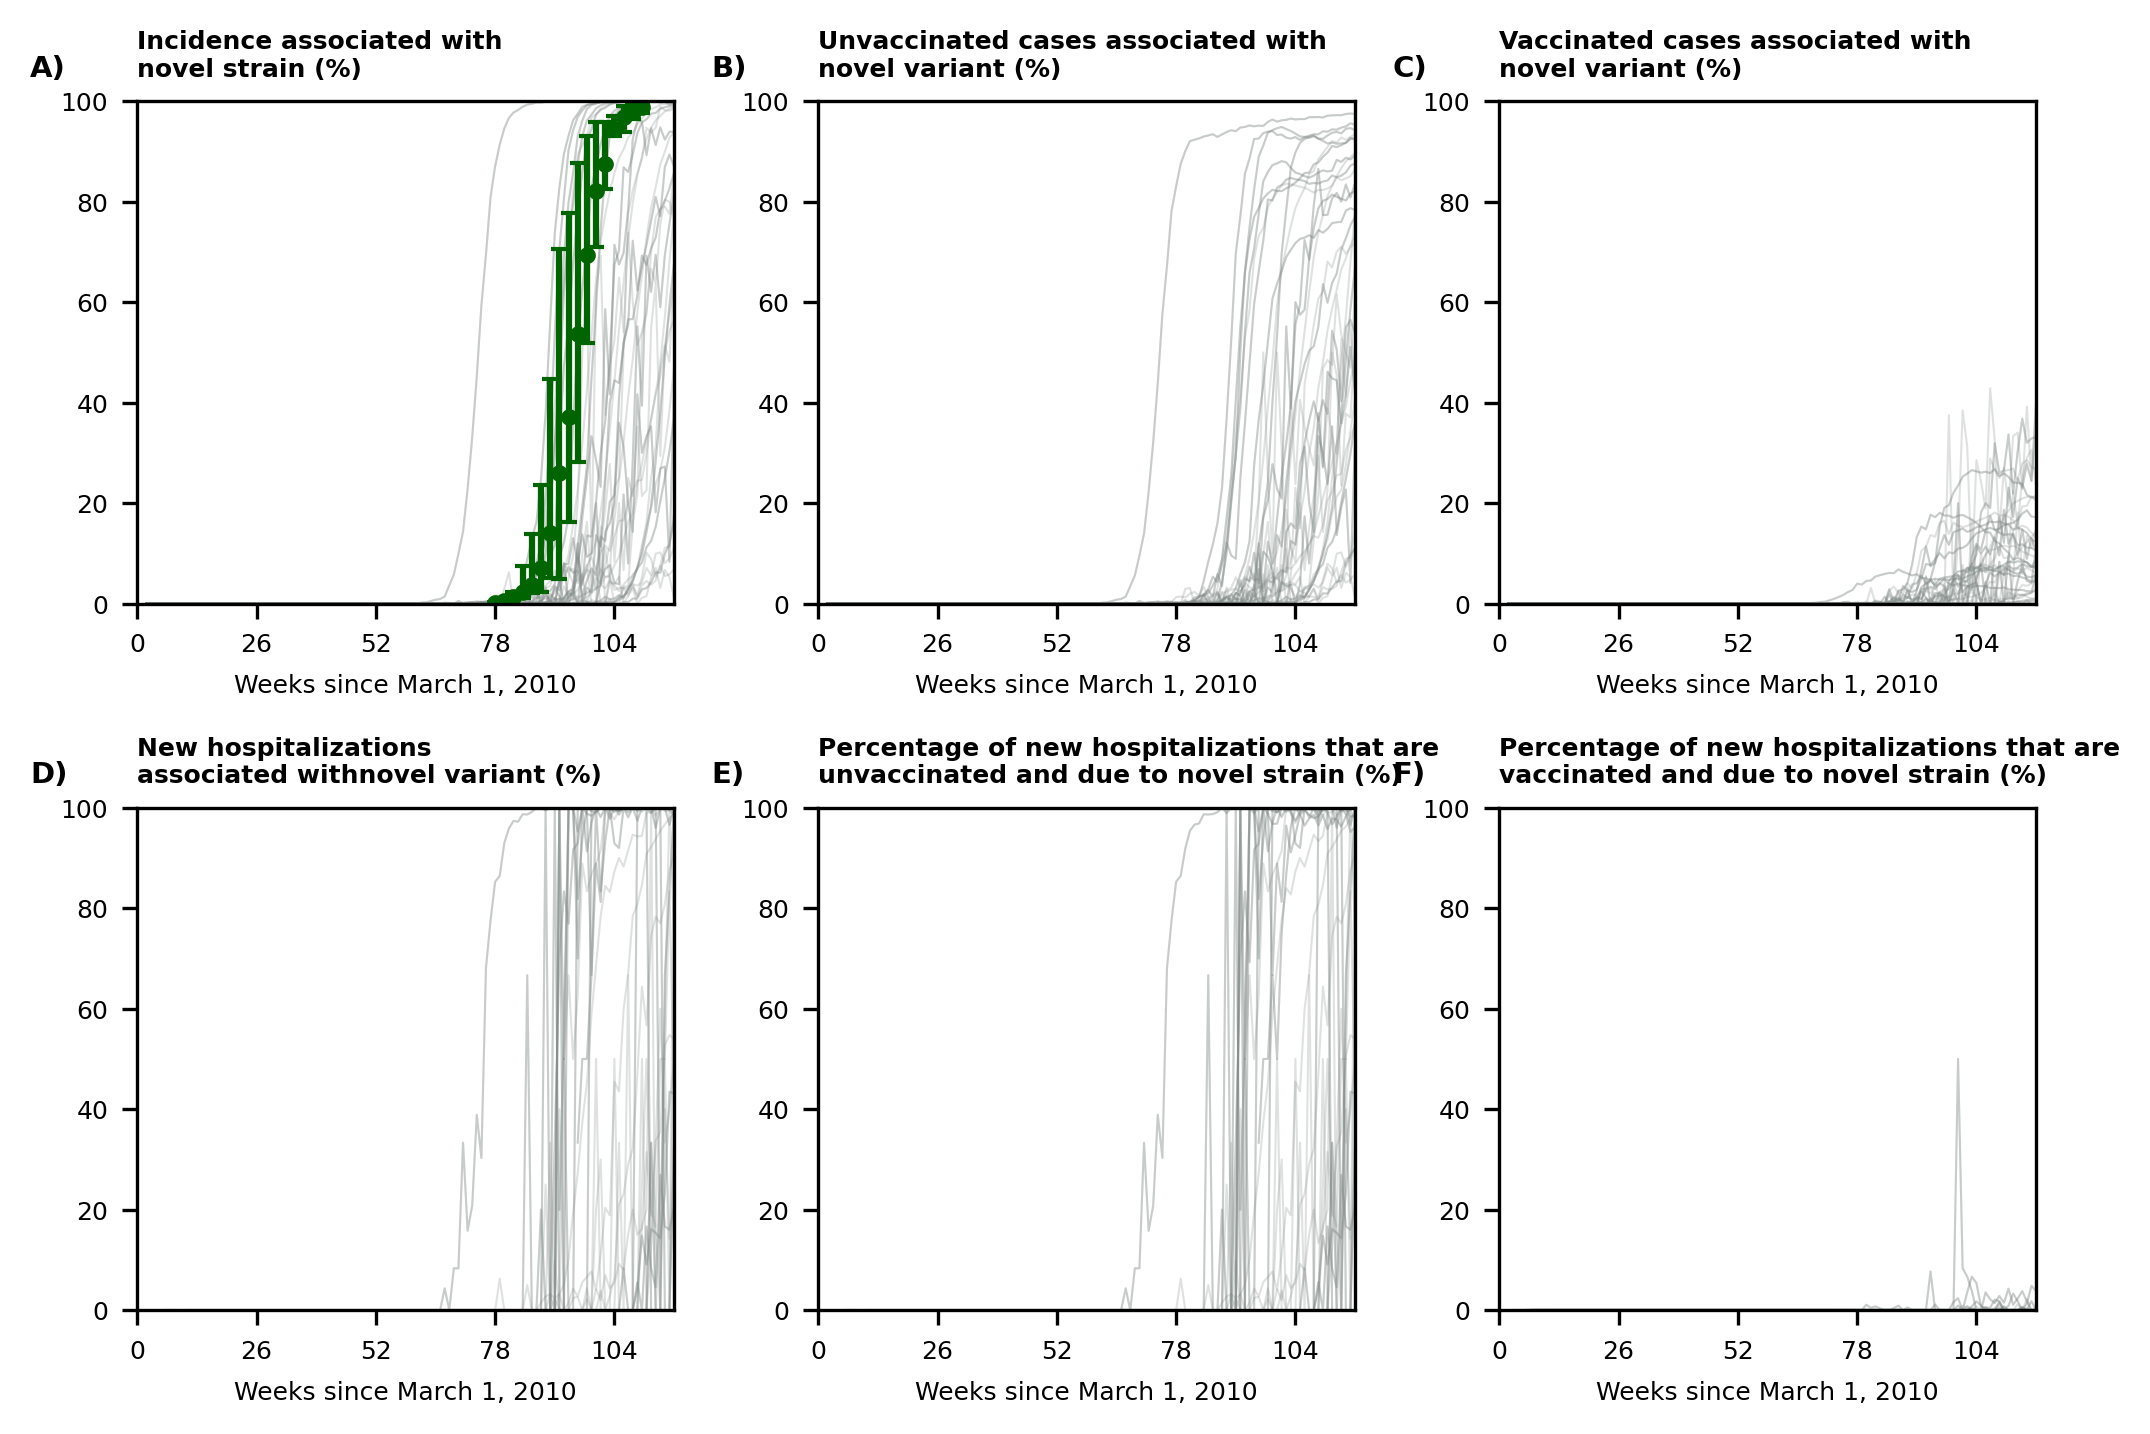 A)
Incidence associated with
novel strain (%)
100
80
60
40
20
0
0 26 52 78 104
Weeks since March 1, 2010
B)
Unvaccinated cases associated with
novel variant (%)
100
80
60
40
20
0
0 26 52 78 104
Weeks since March 1, 2010
C)
Vaccinated cases associated with
novel variant (%)
100
80
60
40
20
0
0 26 52 78 104
Weeks since March 1, 2010
D)
New hospitalizations
associated withnovel variant (%)
100
80
60
40
20
0
0 26 52 78 104
Weeks since March 1, 2010
E)
Percentage of new hospitalizations that are
unvaccinated and due to novel strain (%)
100
80
60
40
20
0
0 26 52 78 104
Weeks since March 1, 2010
F)
Percentage of new hospitalizations that are
vaccinated and due to novel strain (%)
100
80
60
40
20
0
0 26 52 78 104
Weeks since March 1, 2010